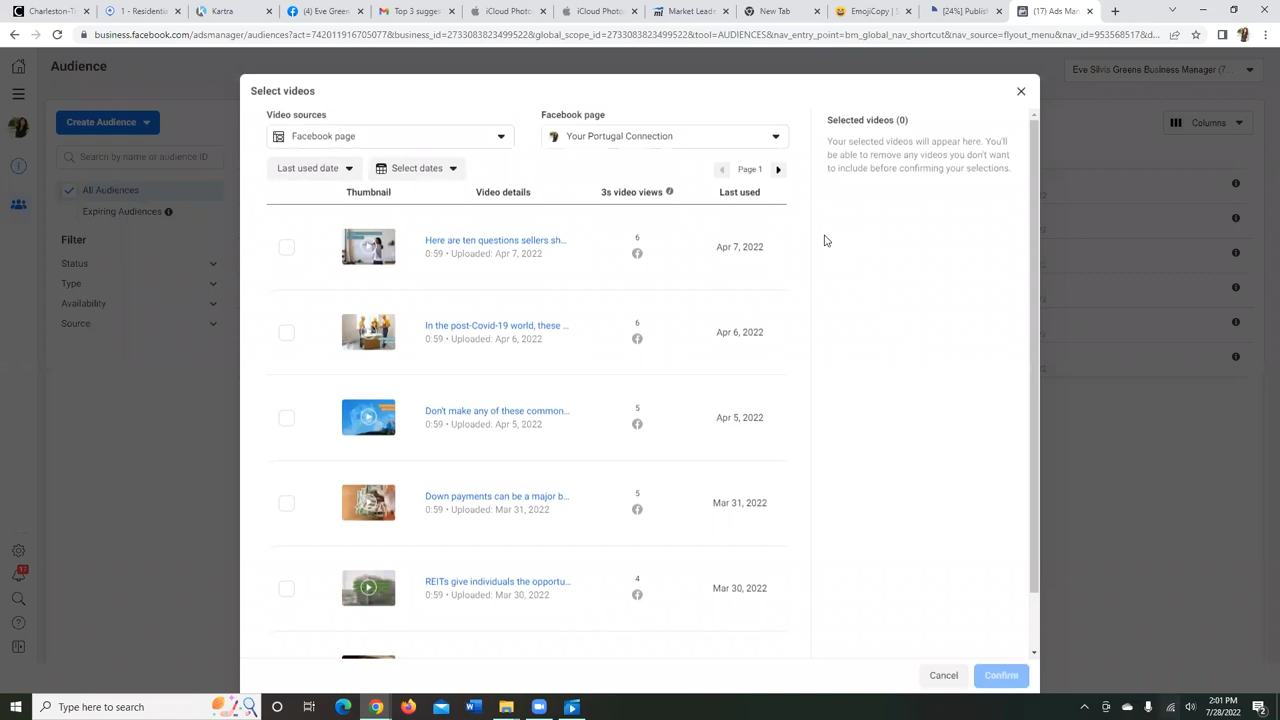 Charles-Ti
1 - Residenti
(4) Eve Gree
Kartra
Facebook
Top 3 sugges
iCloud Photo
Market Leade
New Tab
EmojiCopy |
[24%] Publis
(17) Ads Ma
business.facebook.com/adsmanager/audiences?act=742011916705077&business_id=2733083823499522&global_scope_id=2733083823499522&tool=AUDIENCES&nav_entry_point=bm_global_nav_shortcut&nav_source=flyout_menu&nav_id=953568517&d...
Audience
Eve Silvis Greene Business Manager (7...
Create Audience
Columns
Search by name or audience ID
All Audiences
Expiring Audiences
Filter
Status
Type
Availability
Source
17
Select videos
Video sources
Facebook page
Facebook page
Your Portugal Connection
Last used date
Select dates
Page 1
Thumbnail
Video details
3s video views
Last used
Here are ten questions sellers sh...
0:59 • Uploaded: Apr 7, 2022
6
Apr 7, 2022
In the post-Covid-19 world, these ...
0:59 • Uploaded: Apr 6, 2022
6
Apr 6, 2022
Don't make any of these common...
0:59 • Uploaded: Apr 5, 2022
5
Apr 5, 2022
Down payments can be a major b...
0:59 • Uploaded: Mar 31, 2022
5
Mar 31, 2022
REITs give individuals the opportu...
0:59 • Uploaded: Mar 30, 2022
4
Mar 30, 2022
Selected videos (0)
Your selected videos will appear here. You'll
be able to remove any videos you don't want
to include before confirming your selections.
Cancel
Confirm
Type here to search
2:01 PM
7/28/2022